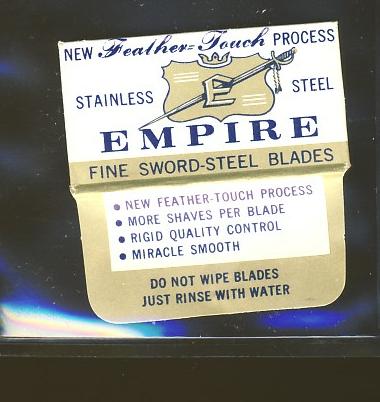 NEW Feather-Touch PROCESS
STAINLESS E STEEL
EMPIRE
FINE SWORD-STEEL BLADES
• NEW FEATHER-TOUCH PROCESS
• MORE SHAVES PER BLADE
• RIGID QUALITY CONTROL
• MIRACLE SMOOTH
DO NOT WIPE BLADES
JUST RINSE WITH WATER